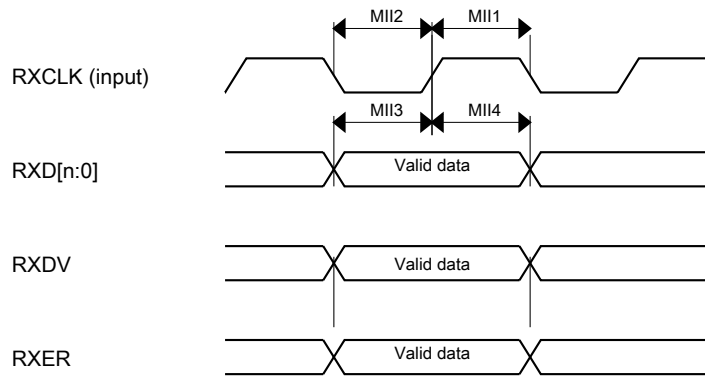 MII2 MII1
RXCLK (input)
MII3 MII4
RXD[n:0] Valid data
RXDV Valid data
RXER Valid data